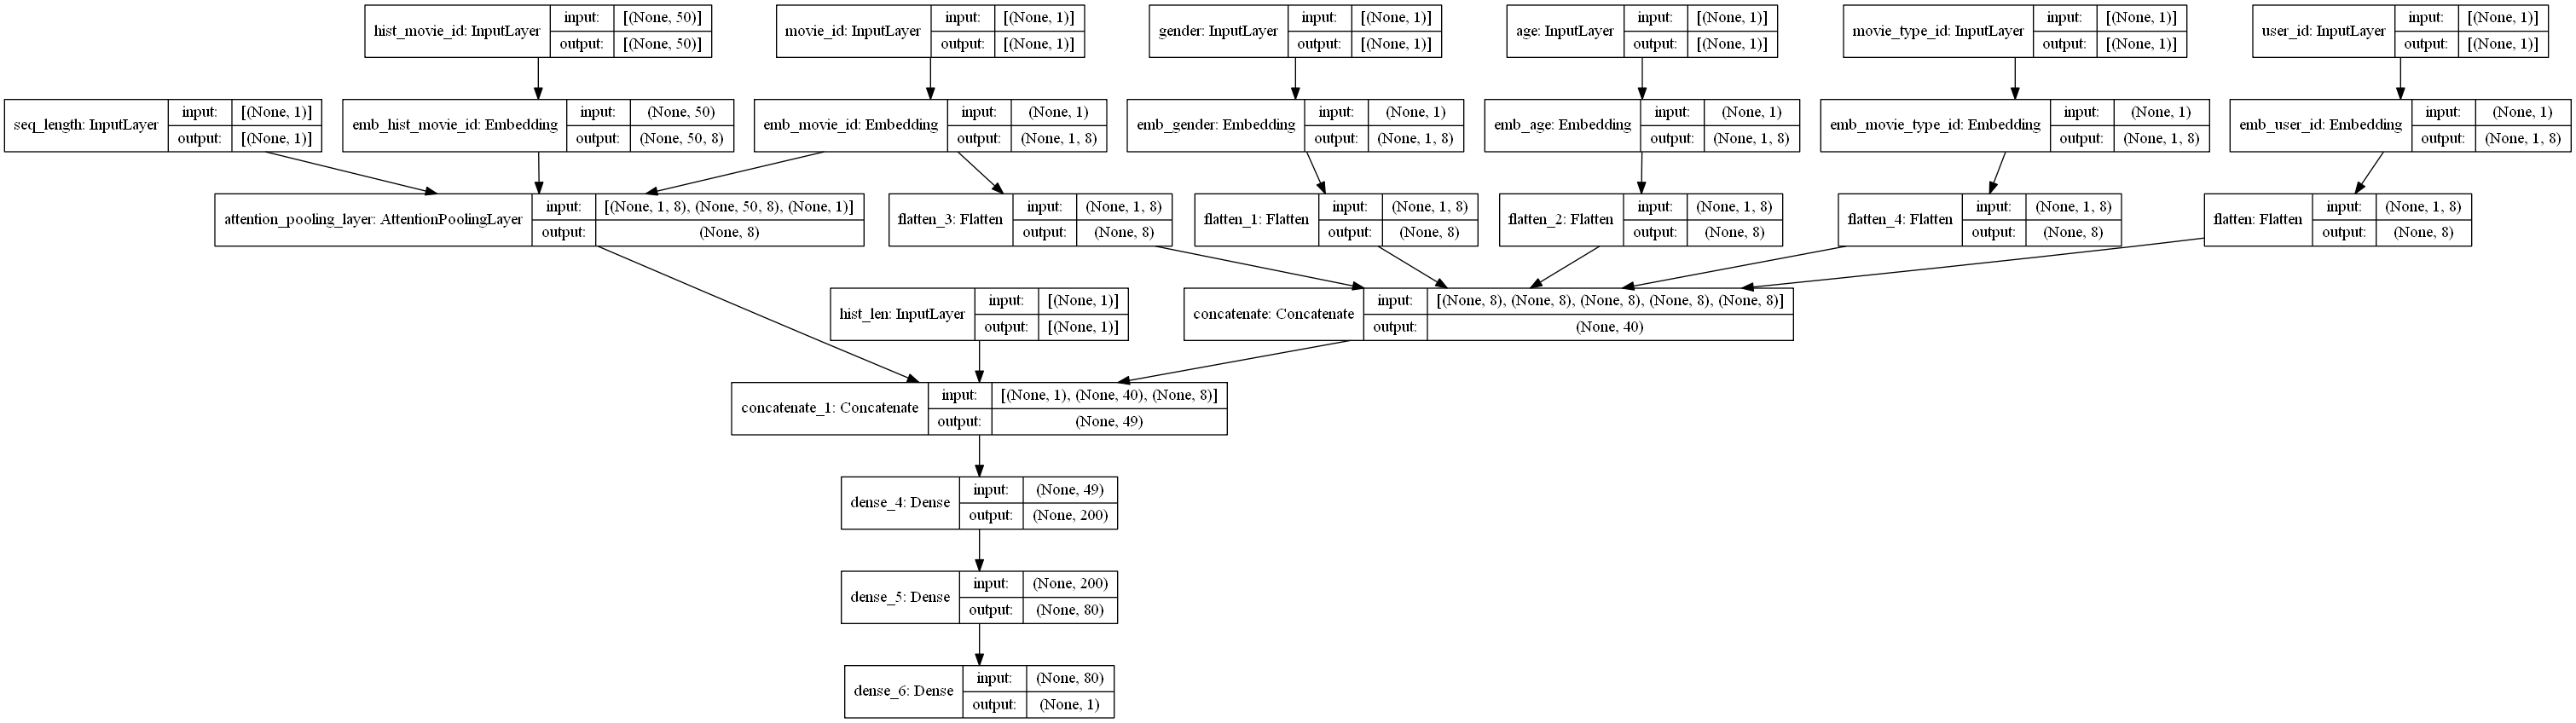 hist_movie_id: InputLayer
input:
[(None, 50)]
output:
[(None, 50)]
movie_id: InputLayer
input:
[(None, 1)]
output:
[(None, 1)]
gender: InputLayer
input:
[(None, 1)]
output:
[(None, 1)]
age: InputLayer
input:
[(None, 1)]
output:
[(None, 1)]
movie_type_id: InputLayer
input:
[(None, 1)]
output:
[(None, 1)]
user_id: InputLayer
input:
[(None, 1)]
output:
[(None, 1)]
seq_length: InputLayer
input:
[(None, 1)]
output:
[(None, 1)]
emb_hist_movie_id: Embedding
input:
(None, 50)
output:
(None, 50, 8)
emb_movie_id: Embedding
input:
(None, 1)
output:
(None, 1, 8)
emb_gender: Embedding
input:
(None, 1)
output:
(None, 1, 8)
emb_age: Embedding
input:
(None, 1)
output:
(None, 1, 8)
emb_movie_type_id: Embedding
input:
(None, 1)
output:
(None, 1, 8)
emb_user_id: Embedding
input:
(None, 1)
output:
(None, 1, 8)
attention_pooling_layer: AttentionPoolingLayer
input:
[(None, 1, 8), (None, 50, 8), (None, 1)]
output:
(None, 8)
flatten_3: Flatten
input:
(None, 1, 8)
output:
(None, 8)
flatten_1: Flatten
input:
(None, 1, 8)
output:
(None, 8)
flatten_2: Flatten
input:
(None, 1, 8)
output:
(None, 8)
flatten_4: Flatten
input:
(None, 1, 8)
output:
(None, 8)
flatten: Flatten
input:
(None, 1, 8)
output:
(None, 8)
hist_len: InputLayer
input:
[(None, 1)]
output:
[(None, 1)]
concatenate: Concatenate
input:
[(None, 8), (None, 8), (None, 8), (None, 8), (None, 8)]
output:
(None, 40)
concatenate_1: Concatenate
input:
[(None, 1), (None, 40), (None, 8)]
output:
(None, 49)
dense_4: Dense
input:
(None, 49)
output:
(None, 200)
dense_5: Dense
input:
(None, 200)
output:
(None, 80)
dense_6: Dense
input:
(None, 80)
output:
(None, 1)